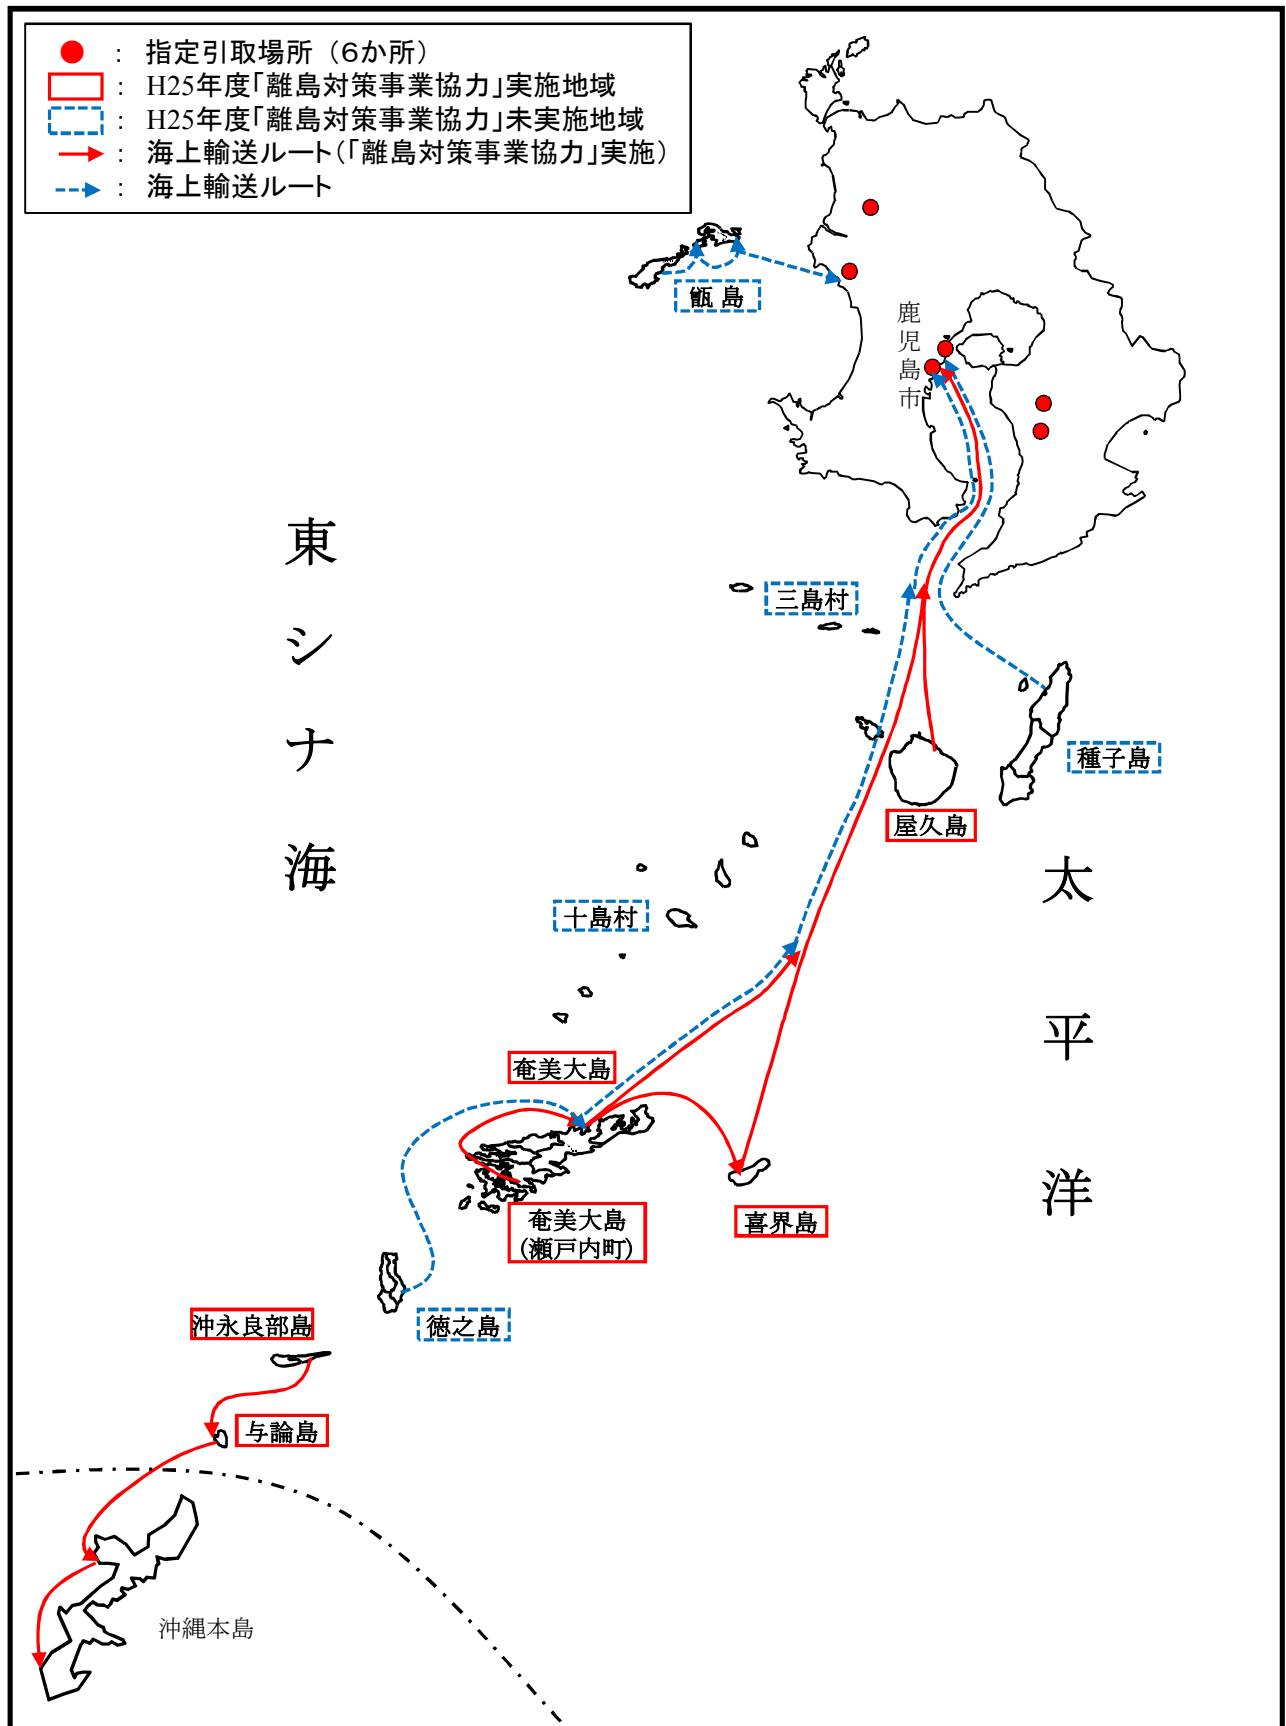 ： 指定引取場所（６か所）
： H25年度｢離島対策事業協力｣実施地域
： H25年度｢離島対策事業協力｣未実施地域
： 海上輸送ルート(｢離島対策事業協力｣実施)
： 海上輸送ルート
甑島
鹿児島市
三島村
東シナ海
種子島
屋久島
太平洋
十島村
奄美大島
奄美大島
(瀬戸内町)
喜界島
徳之島
沖永良部島
与論島
沖縄本島